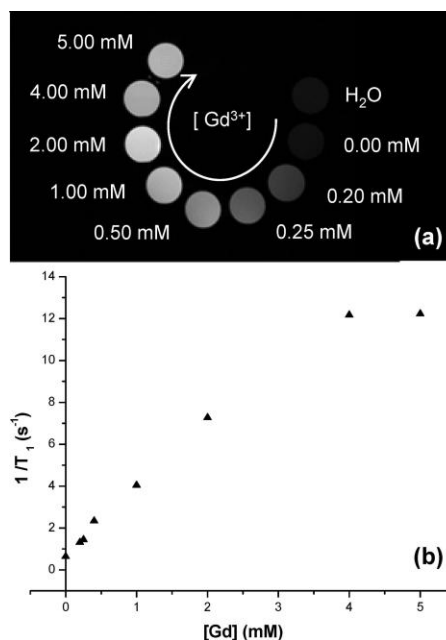 5.00 mM
4.00 mM
[ Gd³⁺]
H₂O
2.00 mM
0.00 mM
1.00 mM
0.20 mM
0.50 mM
0.25 mM
(a)
14
12
10
8
6
4
2
0
1/T₁ (s⁻¹)
(b)
0 1 2 3 4 5
[Gd] (mM)